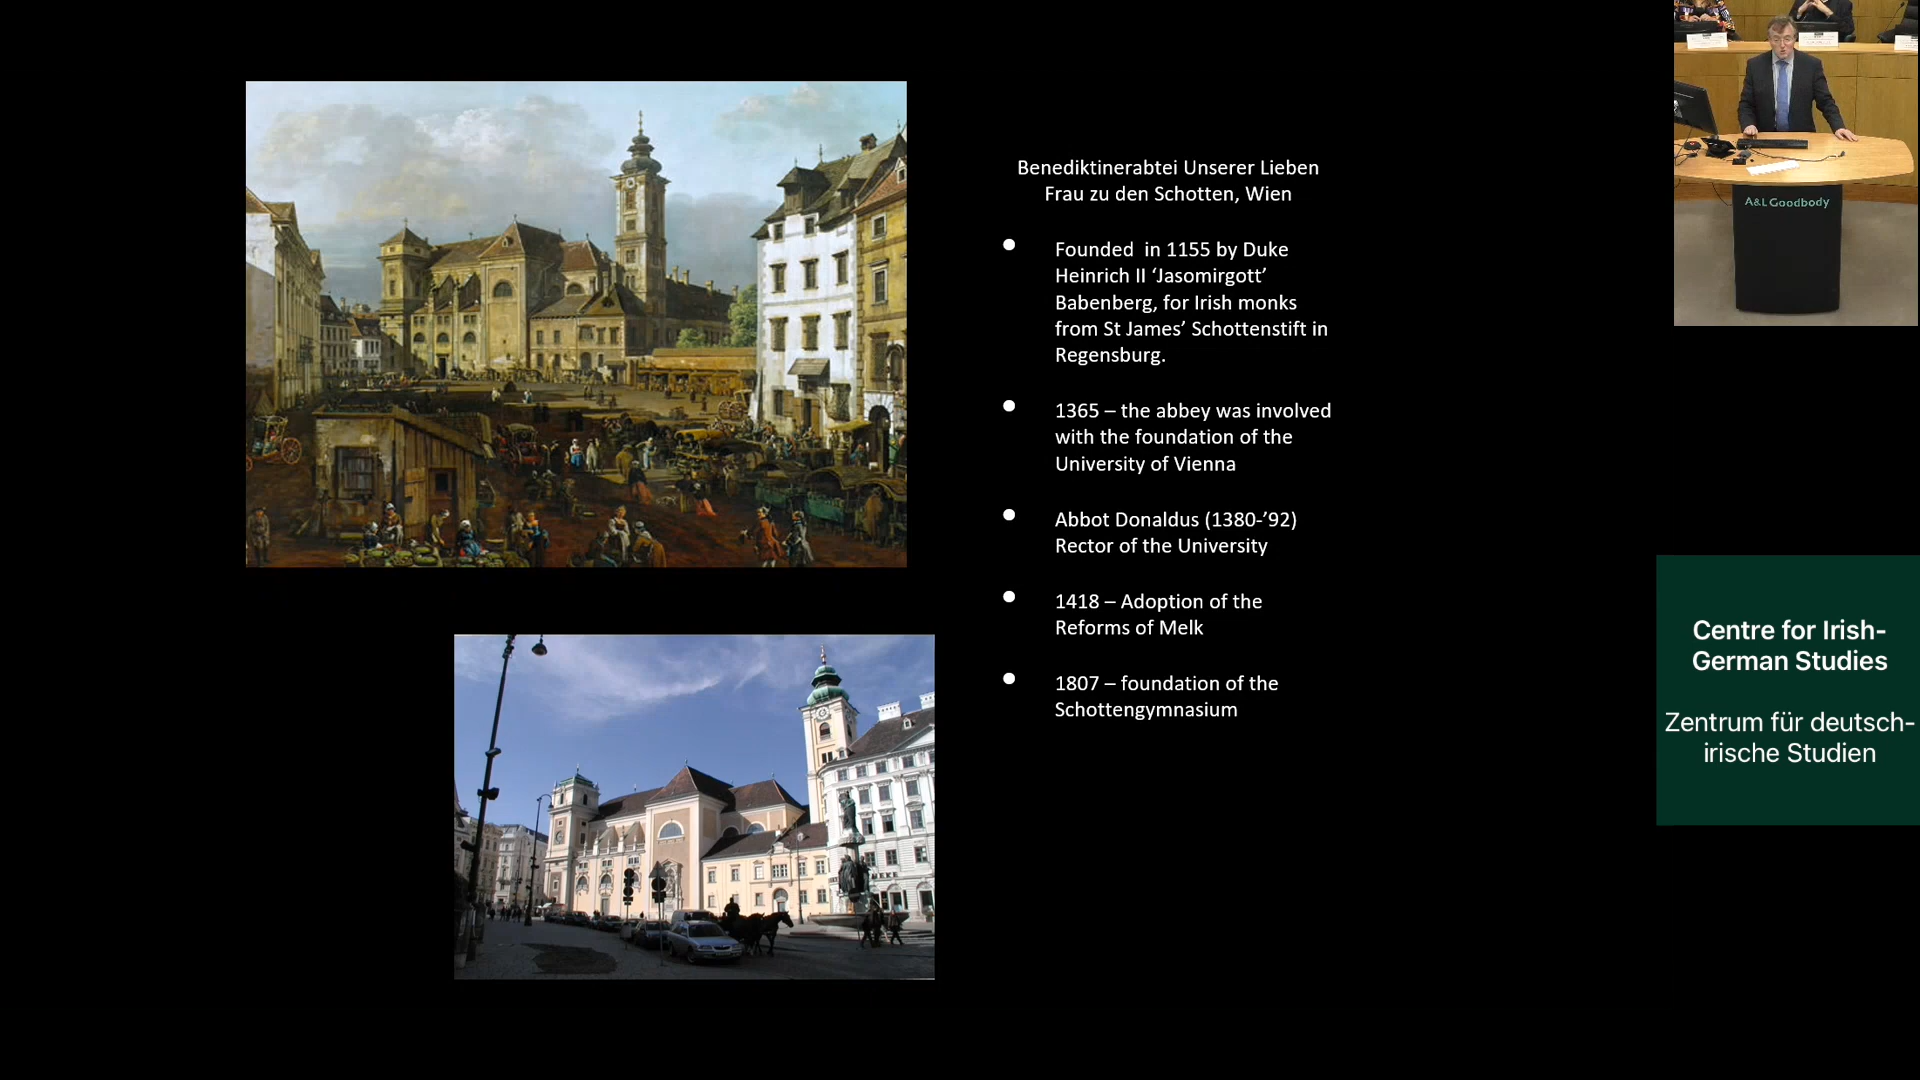 Benediktinerabtei Unserer Lieben
Frau zu den Schotten, Wien
Founded  in 1155 by Duke
Heinrich II ‘Jasomirgott’
Babenberg, for Irish monks
from St James’ Schottenstift in
Regensburg.
1365 – the abbey was involved
with the foundation of the
University of Vienna
Abbot Donaldus (1380-’92)
Rector of the University
1418 – Adoption of the
Reforms of Melk
1807 – foundation of the
Schottengymnasium
A&L Goodbody
Centre for Irish-
German Studies
Zentrum für deutsch-
irische Studien